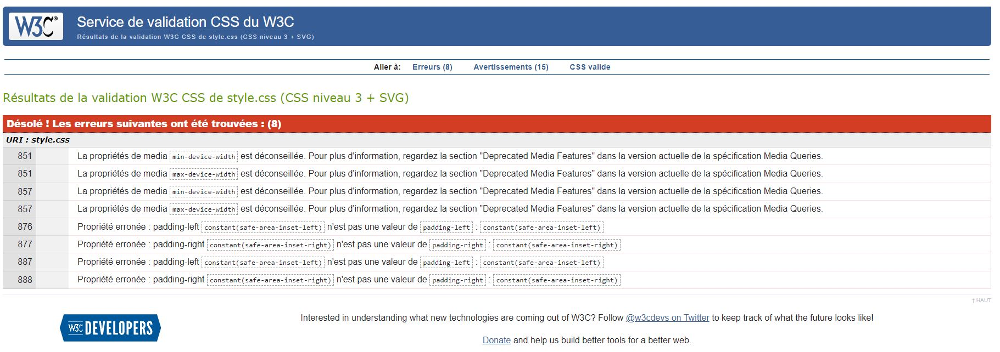 W3C® Service de validation CSS du W3C
Résultats de la validation W3C CSS de style.css (CSS niveau 3 + SVG)
Aller à: Erreurs (8) Avertissements (15) CSS valide
Résultats de la validation W3C CSS de style.css (CSS niveau 3 + SVG)
Désolé ! Les erreurs suivantes ont été trouvées : (8)
URI : style.css
851 La propriétés de media min-device-width est déconseillée. Pour plus d'information, regardez la section "Deprecated Media Features" dans la version actuelle de la spécification Media Queries.
851 La propriétés de media max-device-width est déconseillée. Pour plus d'information, regardez la section "Deprecated Media Features" dans la version actuelle de la spécification Media Queries.
857 La propriétés de media min-device-width est déconseillée. Pour plus d'information, regardez la section "Deprecated Media Features" dans la version actuelle de la spécification Media Queries.
857 La propriétés de media max-device-width est déconseillée. Pour plus d'information, regardez la section "Deprecated Media Features" dans la version actuelle de la spécification Media Queries.
876 Propriété erronée : padding-left constant(safe-area-inset-left) n'est pas une valeur de padding-left : constant(safe-area-inset-left)
877 Propriété erronée : padding-right constant(safe-area-inset-right) n'est pas une valeur de padding-right : constant(safe-area-inset-right)
887 Propriété erronée : padding-left constant(safe-area-inset-left) n'est pas une valeur de padding-left : constant(safe-area-inset-left)
888 Propriété erronée : padding-right constant(safe-area-inset-right) n'est pas une valeur de padding-right : constant(safe-area-inset-right)
↑ HAUT
W3C DEVELOPERS
Interested in understanding what new technologies are coming out of W3C? Follow @w3cdevs on Twitter to keep track of what the future looks like!
Donate and help us build better tools for a better web.